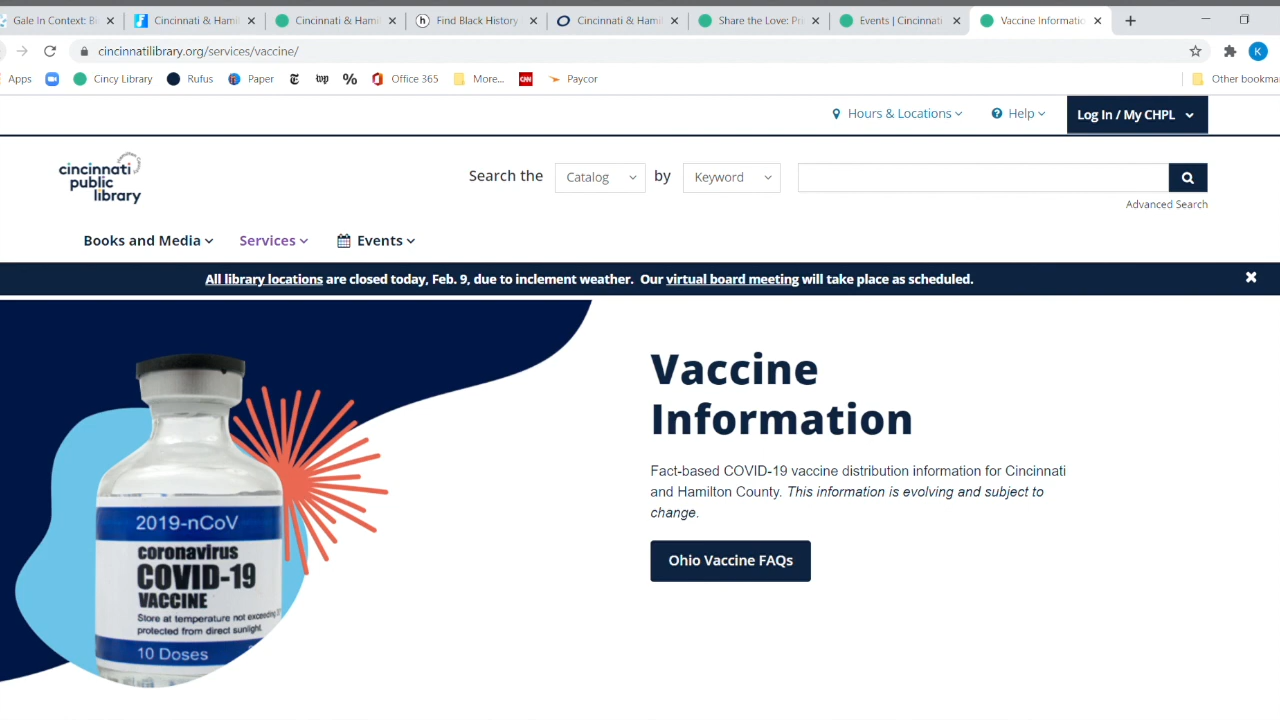 Gale In Context: B
Cincinnati & Hamil
Cincinnati & Hamil
Find Black History
Cincinnati & Hamil
Share the Love: Pri
Events | Cincinnati
Vaccine Informatio
cincinnatilibrary.org/services/vaccine/
K
Apps
Cincy Library
Rufus
Paper
wp
%
Office 365
More...
CNN
Paycor
Other bookma
Hours & Locations
Help
Log In / My CHPL
cincinnati
public
library
Search the
Catalog
by
Keyword
Advanced Search
Books and Media
Services
Events
All library locations are closed today, Feb. 9, due to inclement weather. Our virtual board meeting will take place as scheduled.
Vaccine
Information
Fact-based COVID-19 vaccine distribution information for Cincinnati
and Hamilton County. This information is evolving and subject to
change.
Ohio Vaccine FAQs
2019-nCoV
coronavirus
COVID-19
VACCINE
Store at temperature not exceeding
protected from direct sunlight.
10 Doses